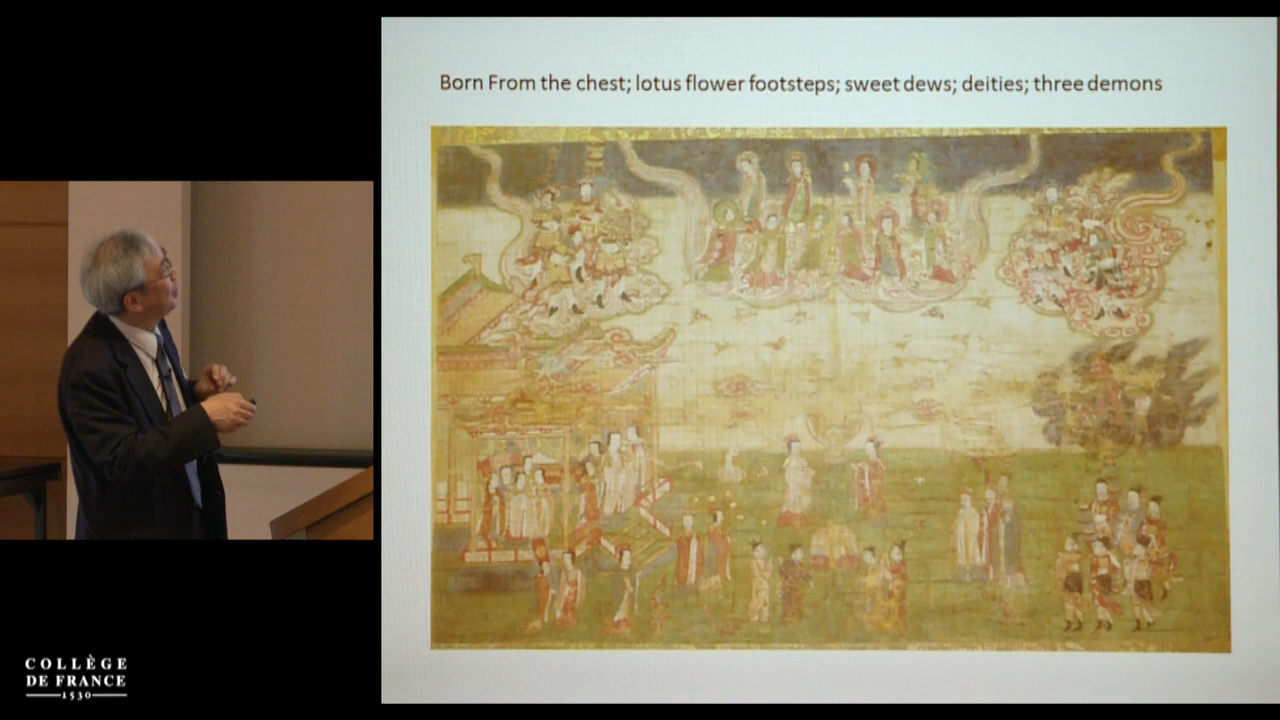 Born From the chest; lotus flower footsteps; sweet dews; deities; three demons
COLLÈGE
DE FRANCE
1530